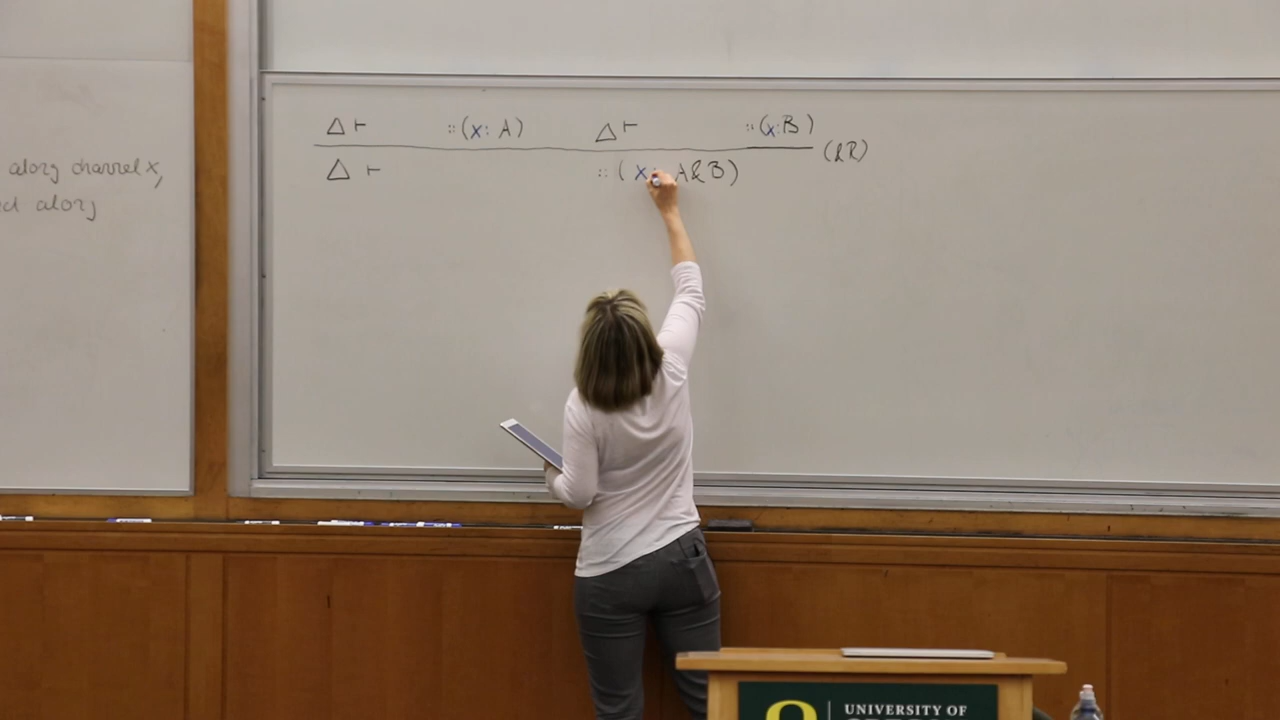 along channel x,
along
Δ ⊢ :: (x: A) Δ ⊢ :: (x: B)
(&R)
Δ ⊢ :: (x: A&B)
UNIVERSITY OF